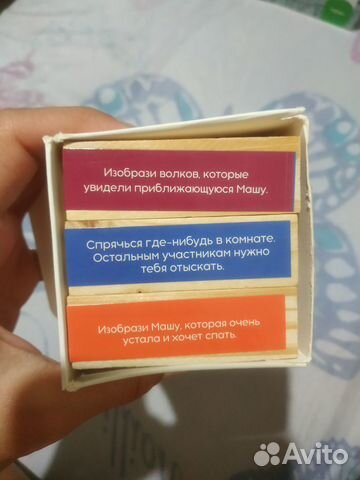 Изобрази волков, которые
увидели приближающуюся Машу.
Спрячься где-нибудь в комнате.
Остальным участникам нужно
тебя отыскать.
Изобрази Машу, которая очень
устала и хочет спать.
Avito